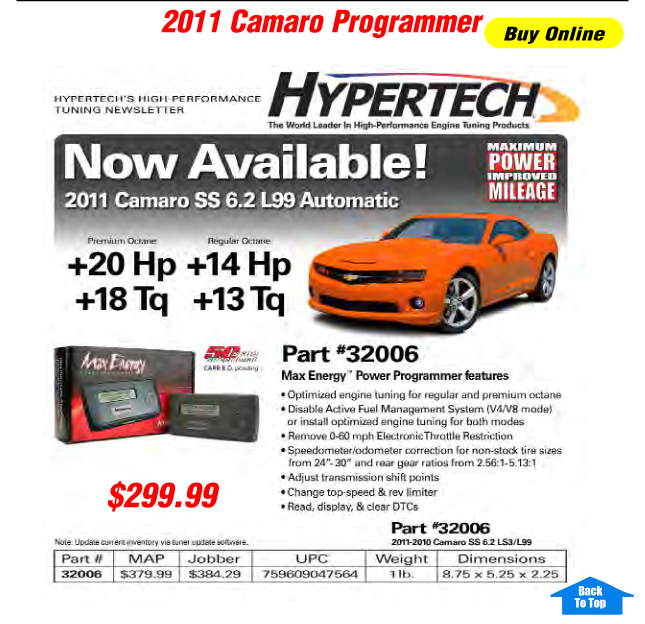 2011 Camaro Programmer
Buy Online
HYPERTECH'S HIGH-PERFORMANCE
TUNING NEWSLETTER
HYPERTECH
The World Leader In High-Performance Engine Tuning Products
Now Available!
2011 Camaro SS 6.2 L99 Automatic
MAXIMUM
POWER
IMPROVED
MILEAGE
Premium Octane
+20 Hp
+18 Tq
Regular Octane
+14 Hp
+13 Tq
Max Energy
50
CARB E.O. pending
Part #32006
Max Energy™ Power Programmer features
• Optimized engine tuning for regular and premium octane
• Disable Active Fuel Management System (V4/V8 mode)
or install optimized engine tuning for both modes
• Remove 0-60 mph Electronic Throttle Restriction
• Speedometer/odometer correction for non-stock tire sizes
from 24"- 30" and rear gear ratios from 2.56:1-5.13:1
• Adjust transmission shift points
• Change top-speed & rev limiter
• Read, display, & clear DTCs
$299.99
Part #32006
Note: Update current inventory via tuner update software.
2011-2010 Camaro SS 6.2 LS3/L99
Part # MAP Jobber UPC Weight Dimensions
32006 $379.99 $384.29 759609047564 1 lb. 8.75 x 5.25 x 2.25
Back
To Top